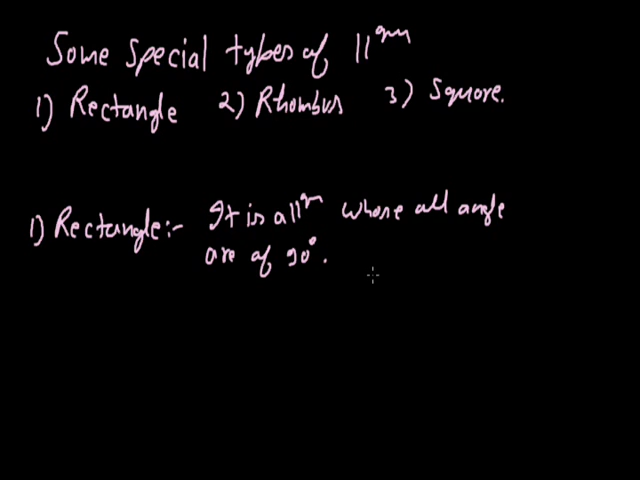 Some special types of ||gm
1) Rectangle 2) Rhombus 3) Square.
1) Rectangle:- It is a ||gm whose all angle
are of 90°.